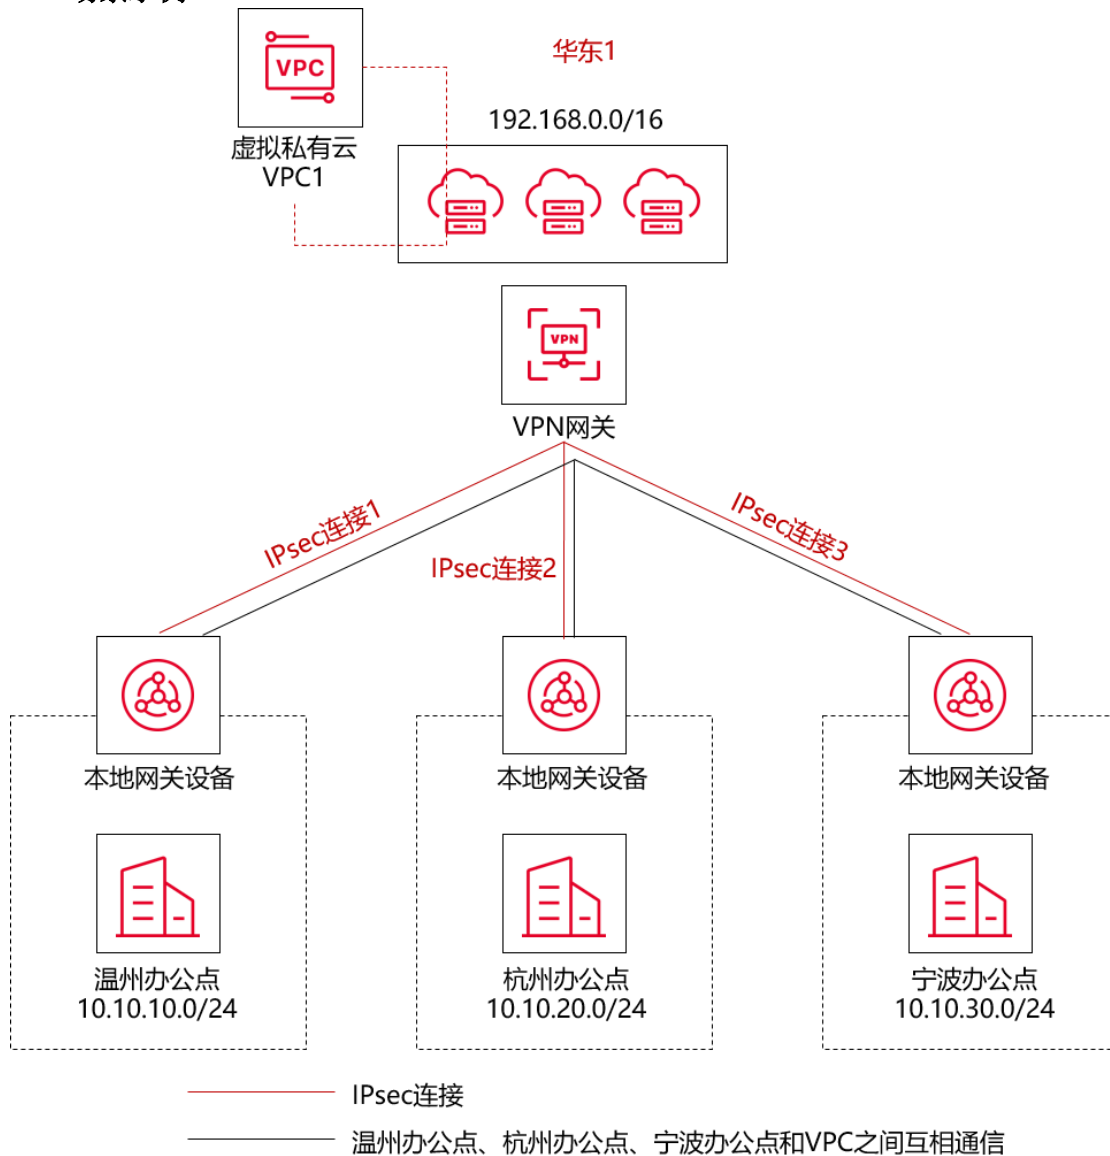 VPC
华东1
192.168.0.0/16
虚拟私有云
VPC1
VPN
VPN网关
IPsec连接1
IPsec连接2
IPsec连接3
本地网关设备
本地网关设备
本地网关设备
温州办公点
10.10.10.0/24
杭州办公点
10.10.20.0/24
宁波办公点
10.10.30.0/24
IPsec连接
温州办公点、杭州办公点、宁波办公点和VPC之间互相通信